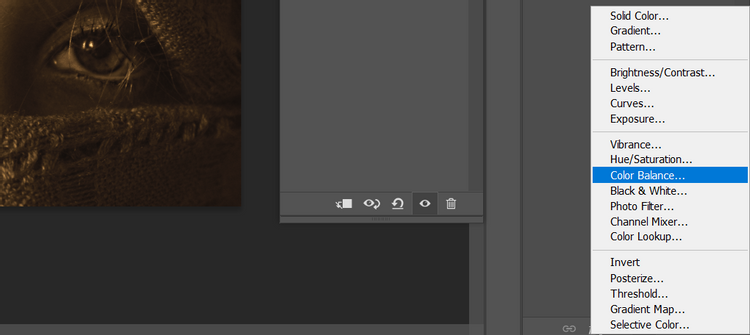 Solid Color...
Gradient...
Pattern...
Brightness/Contrast...
Levels...
Curves...
Exposure...
Vibrance...
Hue/Saturation...
Color Balance...
Black & White...
Photo Filter...
Channel Mixer...
Color Lookup...
Invert
Posterize...
Threshold...
Gradient Map...
Selective Color...